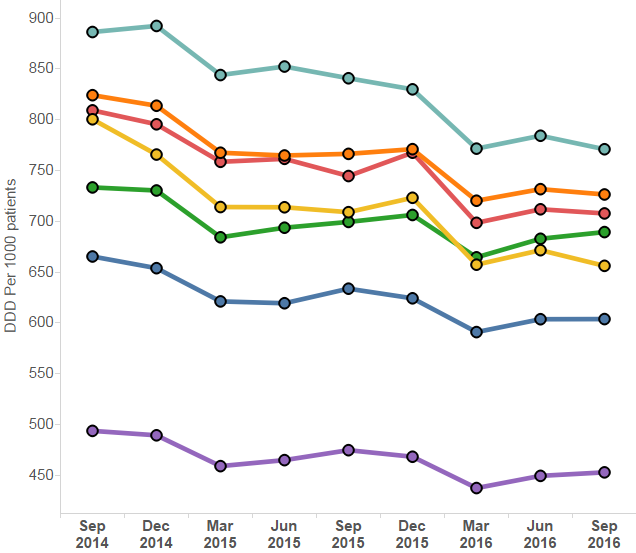 900
850
800
750
700
650
600
550
500
450
DDD Per 1000 patients
Sep 2014
Dec 2014
Mar 2015
Jun 2015
Sep 2015
Dec 2015
Mar 2016
Jun 2016
Sep 2016